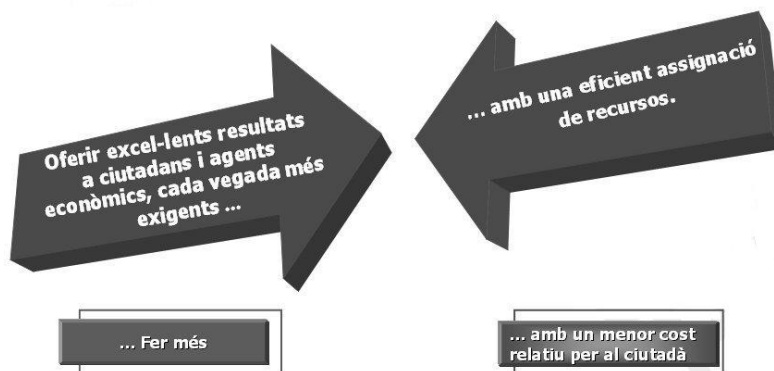 Oferir excel-lents resultats
a ciutadans i agents
econòmics, cada vegada més
exigents ...
... amb una eficient assignació
de recursos.
... Fer més
... amb un menor cost
relatiu per al ciutadà